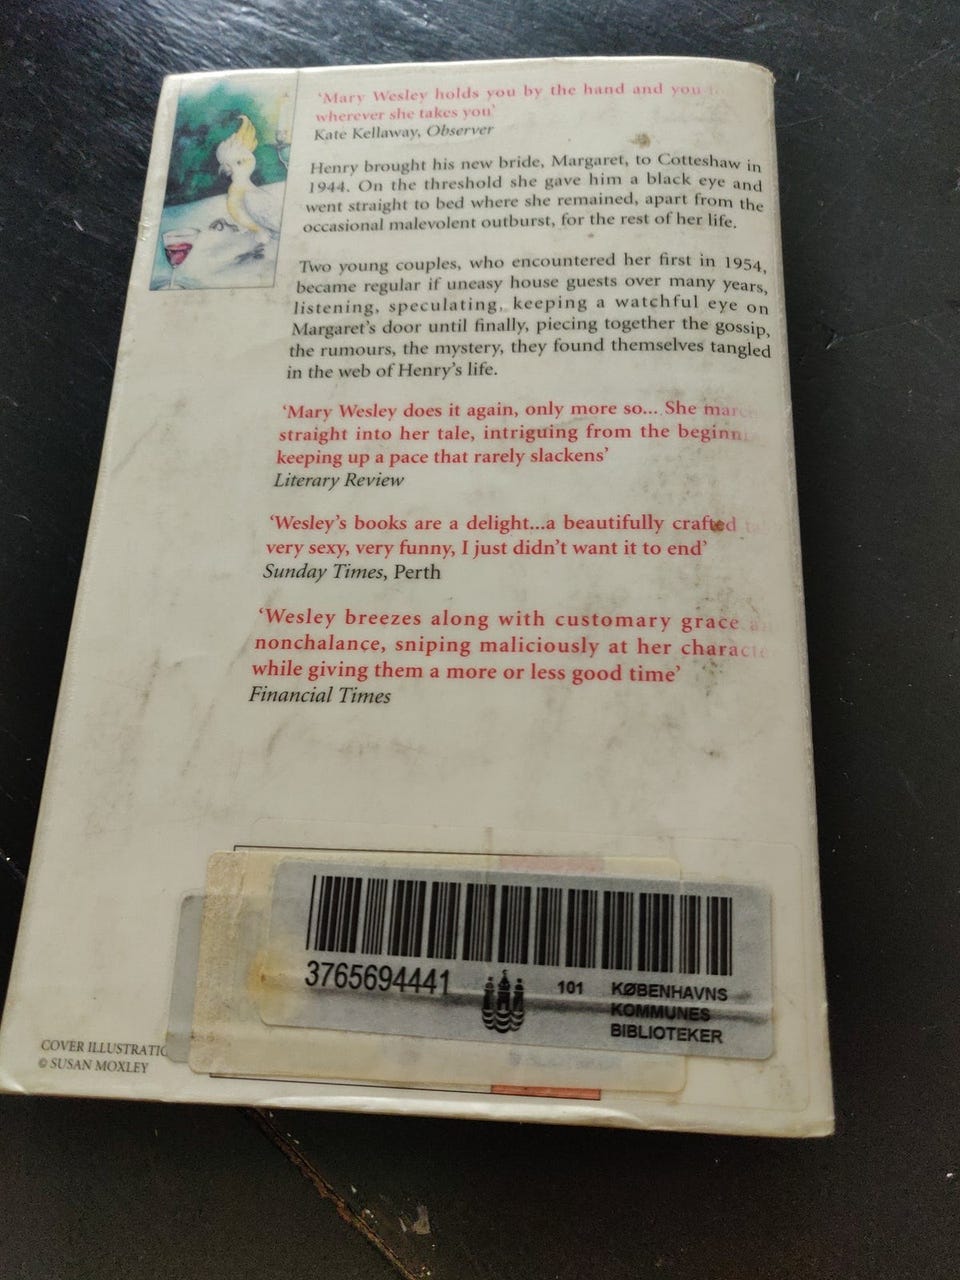 'Mary Wesley holds you by the hand and you
wherever she takes you'
Kate Kellaway, Observer
Henry brought his new bride, Margaret, to Cotteshaw in
1944. On the threshold she gave him a black eye and
went straight to bed where she remained, apart from the
occasional malevolent outburst, for the rest of her life.
Two young couples, who encountered her first in 1954,
became regular if uneasy house guests over many years,
listening, speculating, keeping a watchful eye on
Margaret's door until finally, piecing together the gossip,
the rumours, the mystery, they found themselves tangled
in the web of Henry's life.
'Mary Wesley does it again, only more so... She
straight into her tale, intriguing from the
keeping up a pace that rarely slackens'
Literary Review
'Wesley's books are a delight...a beautifully crafted
very sexy, very funny, I just didn't want it to end'
Sunday Times, Perth
'Wesley breezes along with customary grace
nonchalance, sniping maliciously at her
while giving them a more or less good time'
Financial Times
3765694441
101
KØBENHAVNS
KOMMUNES
BIBLIOTEKER
COVER
© SUSAN MOXLEY